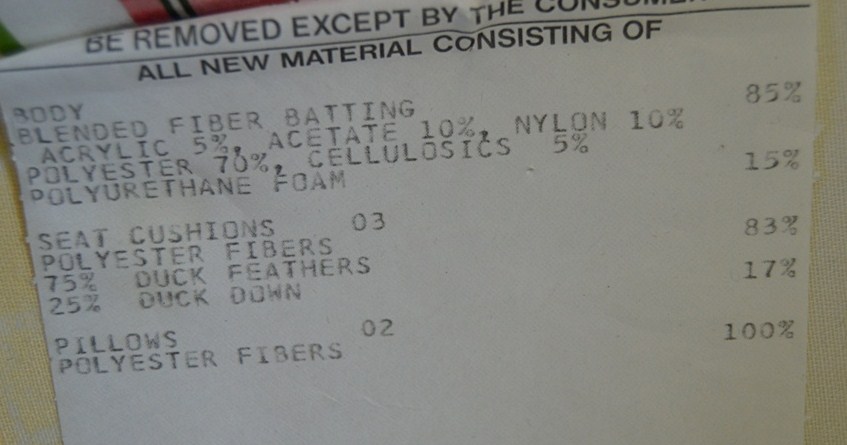 BE REMOVED EXCEPT BY THE CONSUMER
ALL NEW MATERIAL CONSISTING OF
BODY
BLENDED FIBER BATTING 85%
ACRYLIC 5%, ACETATE 10%, NYLON 10%
POLYESTER 70%, CELLULOSICS 5%
POLYURETHANE FOAM 15%
SEAT CUSHIONS 03
POLYESTER FIBERS 83%
75% DUCK FEATHERS 17%
25% DUCK DOWN
PILLOWS 02
POLYESTER FIBERS 100%